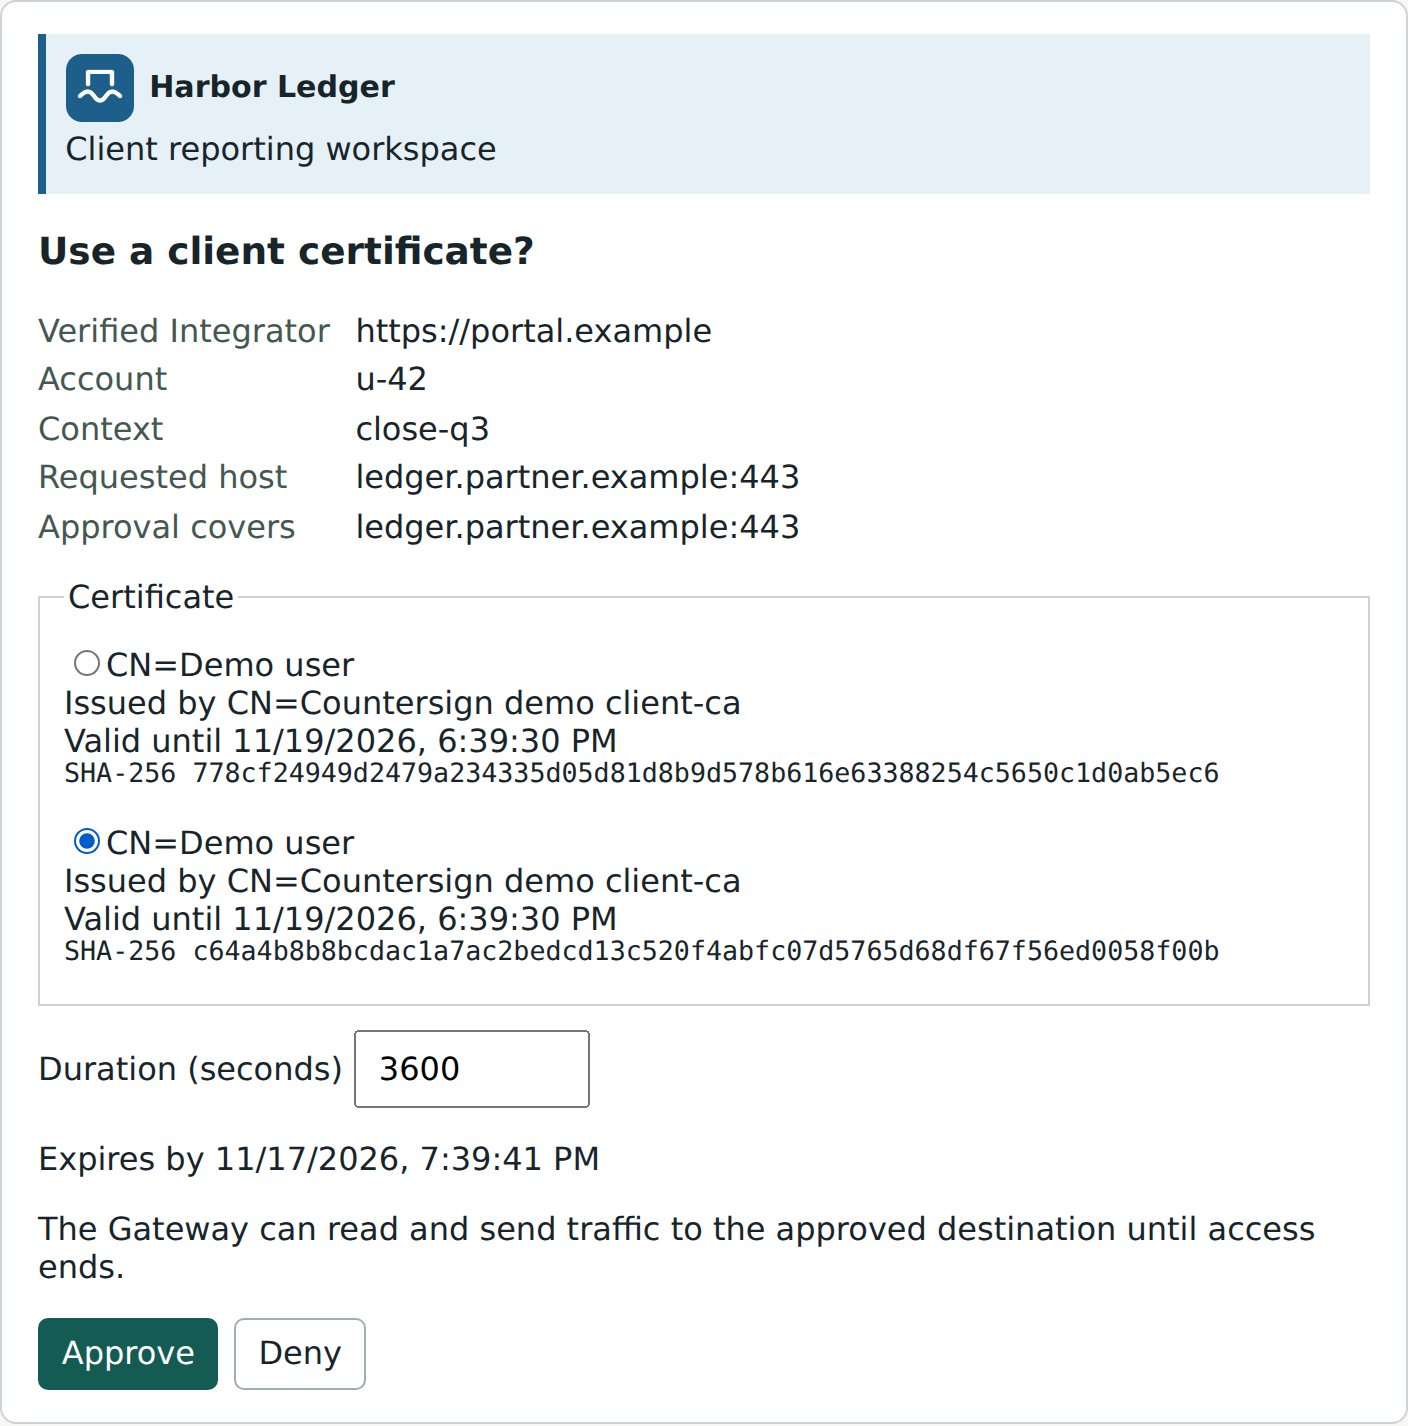 Harbor Ledger
Client reporting workspace
Use a client certificate?
Verified Integrator https://portal.example
Account u-42
Context close-q3
Requested host ledger.partner.example:443
Approval covers ledger.partner.example:443
Certificate
CN=Demo user
Issued by CN=Countersign demo client-ca
Valid until 11/19/2026, 6:39:30 PM
SHA-256 778cf24949d2479a234335d05d81d8b9d578b616e63388254c5650c1d0ab5ec6
CN=Demo user
Issued by CN=Countersign demo client-ca
Valid until 11/19/2026, 6:39:30 PM
SHA-256 c64a4b8b8bcdac1a7ac2bedcd13c520f4abfc07d5765d68df67f56ed0058f00b
Duration (seconds) 3600
Expires by 11/17/2026, 7:39:41 PM
The Gateway can read and send traffic to the approved destination until access
ends.
Approve Deny